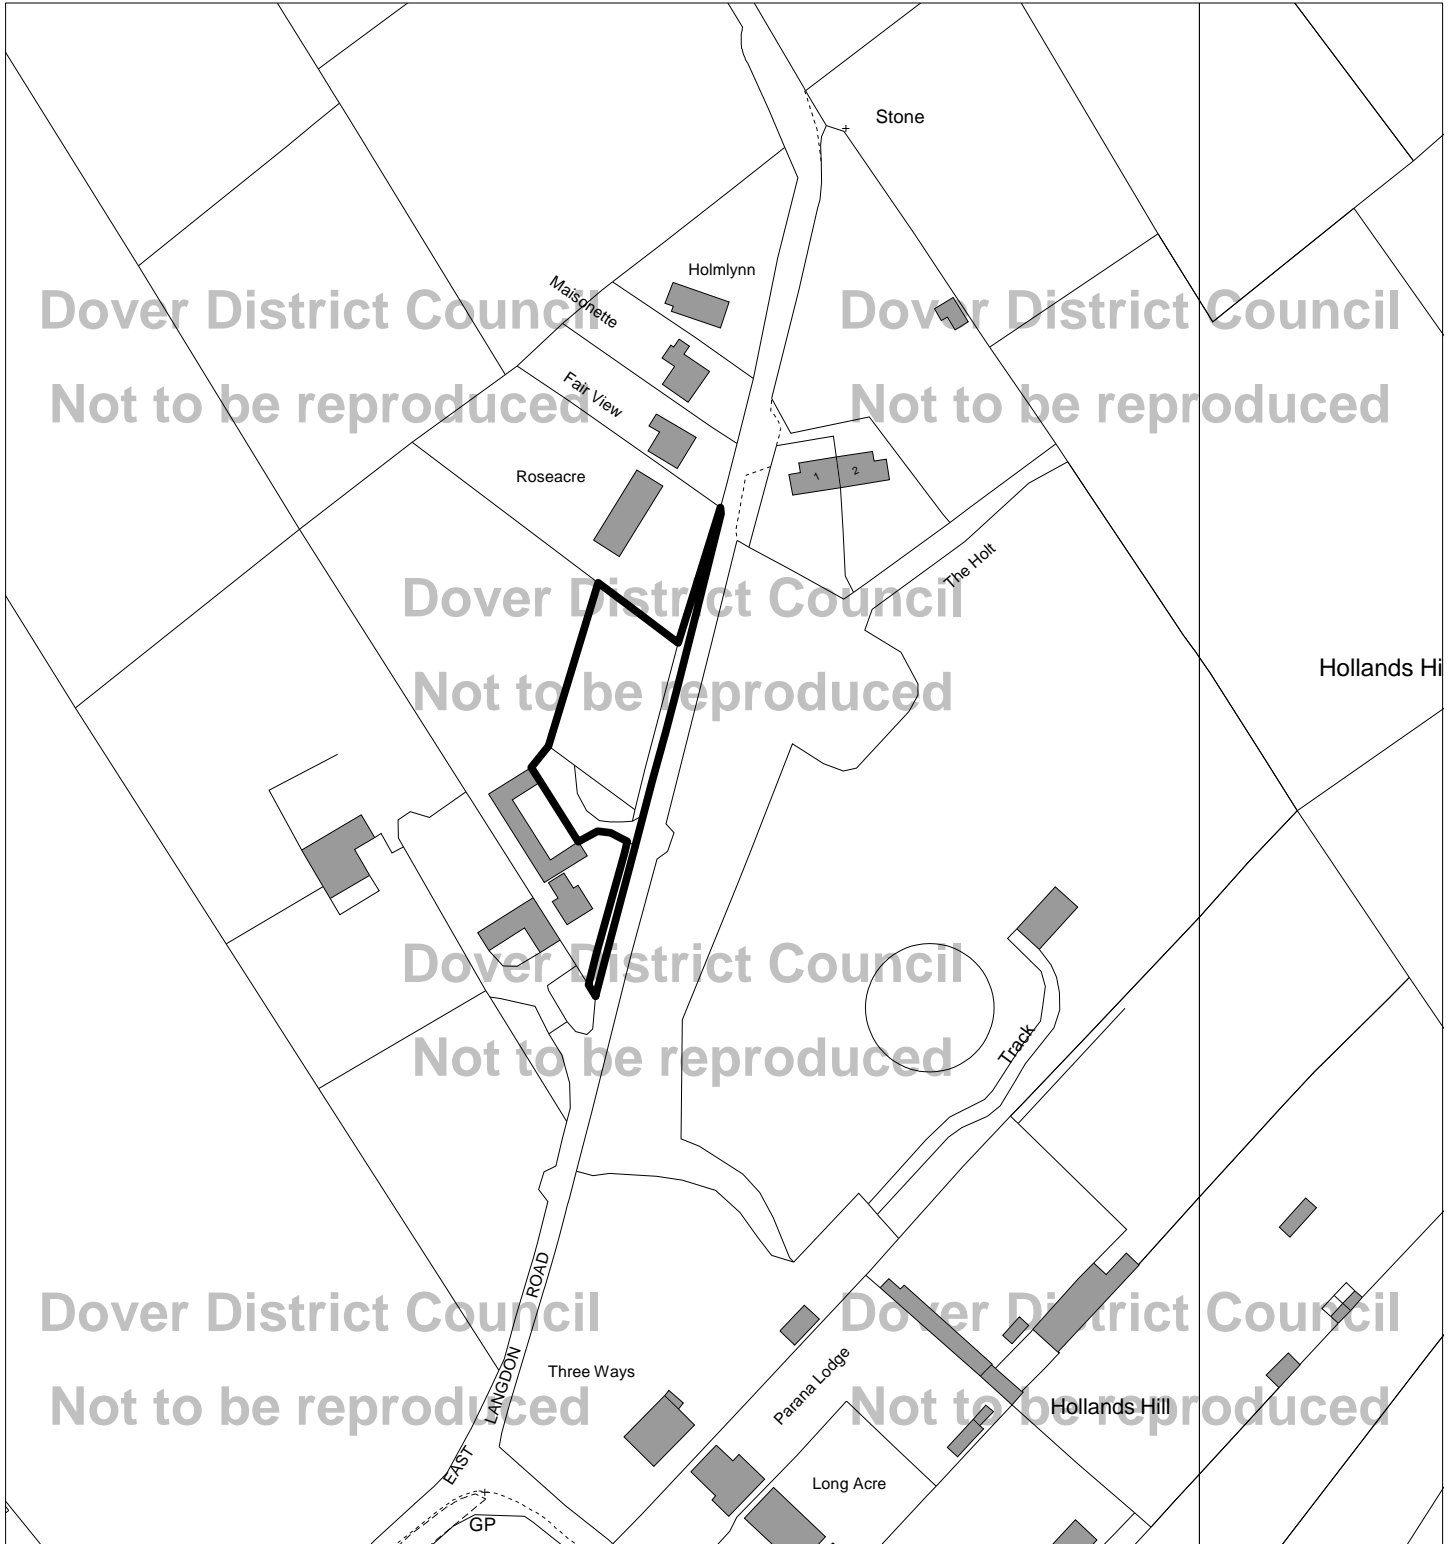 Stone
Holmlynn
Maisonette
Dover District Council
Dover District Council
Fair View
Not to be reproduced
Not to be reproduced
1
2
Roseacre
The Holt
Dover District Council
Hollands Hi
Not to be reproduced
Dover District Council
Track
Not to be reproduced
EAST LANGDON ROAD
Dover District Council
Dover District Council
Three Ways
Parana Lodge
Not to be reproduced
Not to be reproduced
Hollands Hill
Long Acre
GP